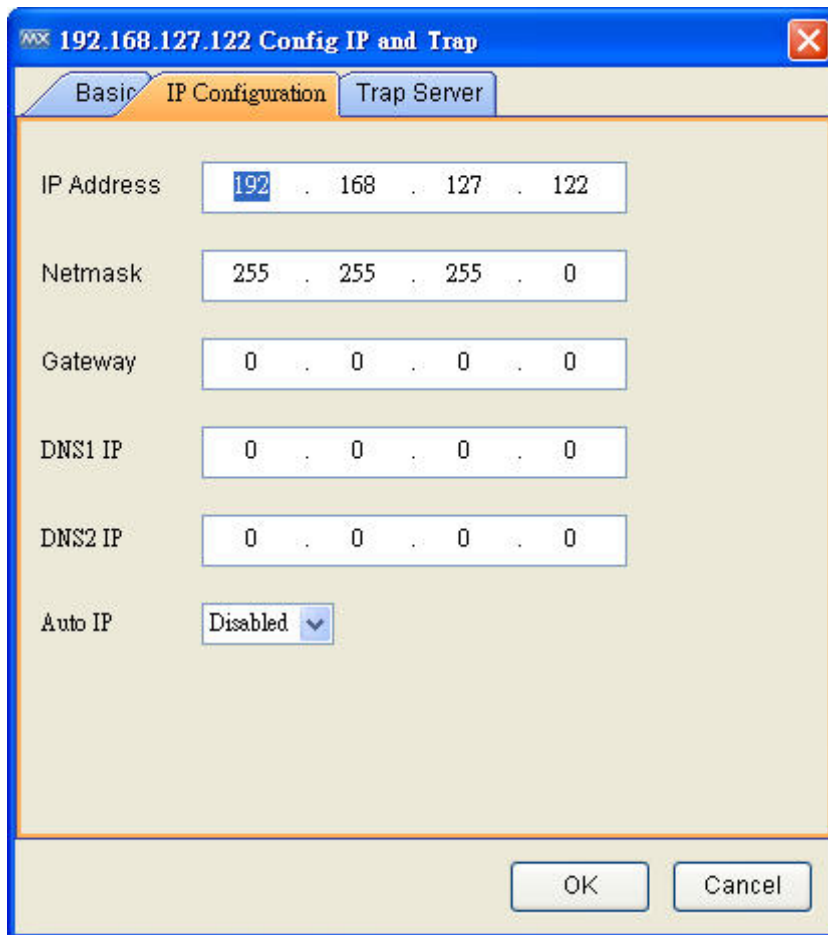 MX 192.168.127.122 Config IP and Trap
Basic IP Configuration Trap Server
IP Address 192 . 168 . 127 . 122
Netmask 255 . 255 . 255 . 0
Gateway 0 . 0 . 0 . 0
DNS1 IP 0 . 0 . 0 . 0
DNS2 IP 0 . 0 . 0 . 0
Auto IP Disabled
OK Cancel